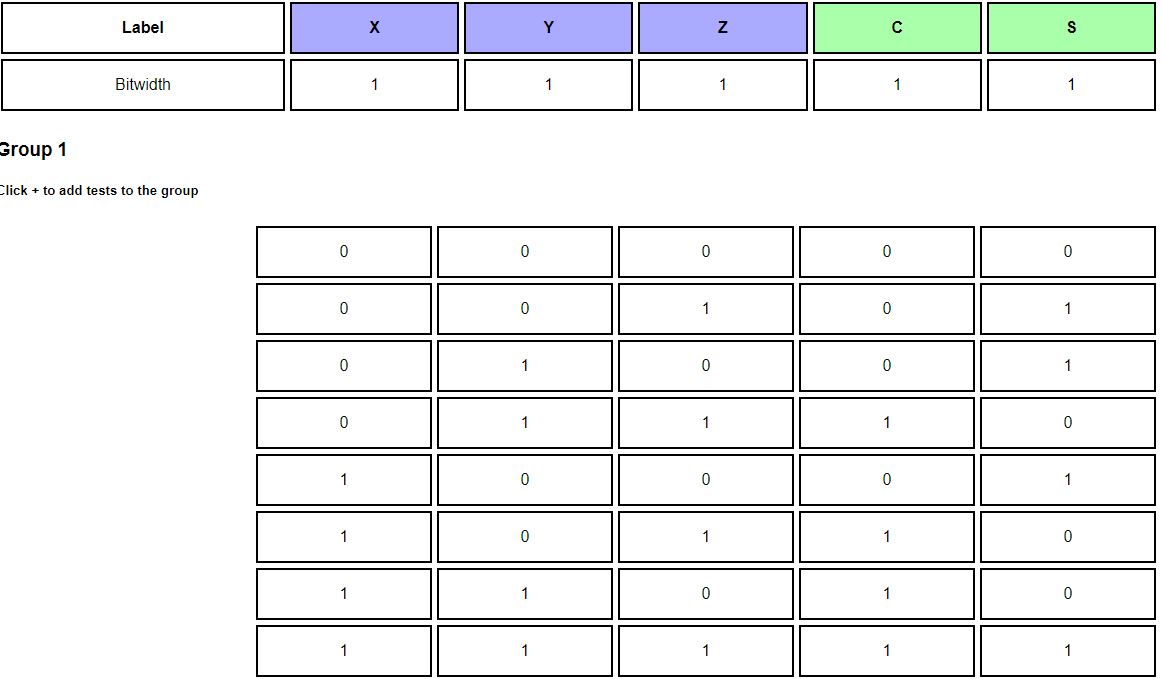 Label X Y Z C S
Bitwidth 1 1 1 1 1
Group 1
Click + to add tests to the group
0 0 0 0 0
0 0 1 0 1
0 1 0 0 1
0 1 1 1 0
1 0 0 0 1
1 0 1 1 0
1 1 0 1 0
1 1 1 1 1